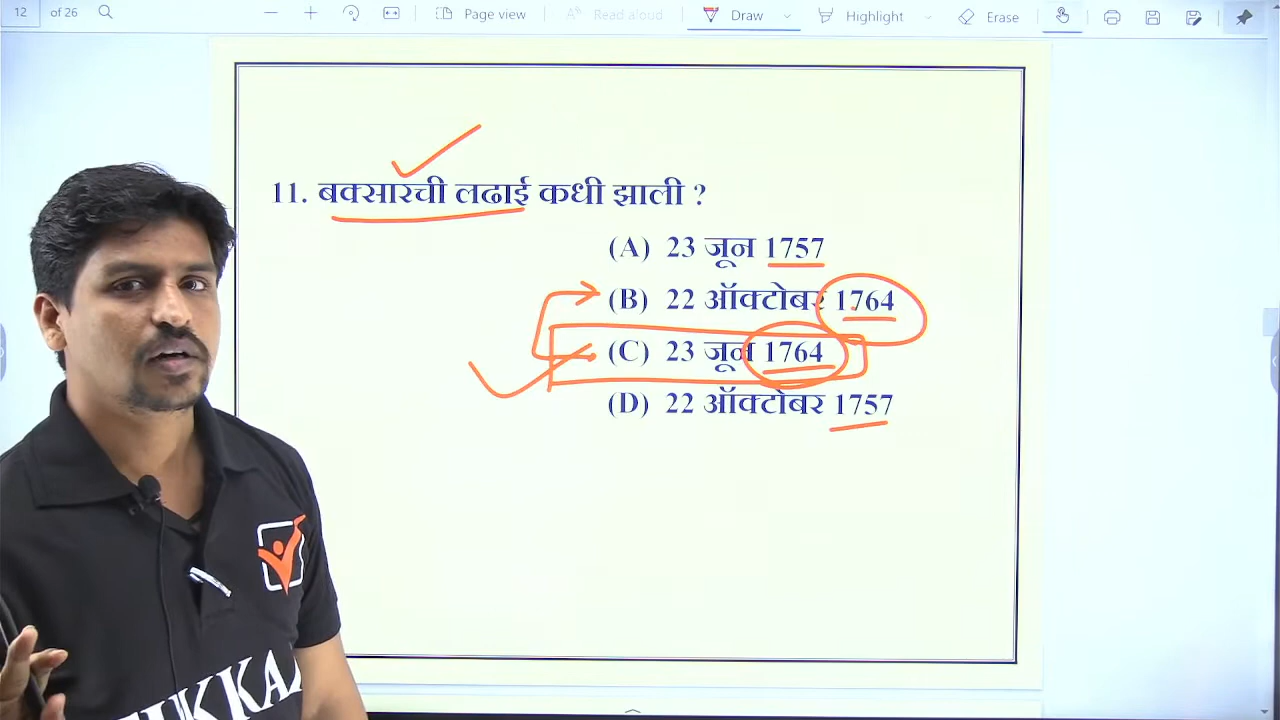 12 of 26 Page view Read aloud Draw Highlight Erase
11. बक्सारची लढाई कधी झाली ?
(A) 23 जून 1757
(B) 22 ऑक्टोबर 1764
(C) 23 जून 1764
(D) 22 ऑक्टोबर 1757